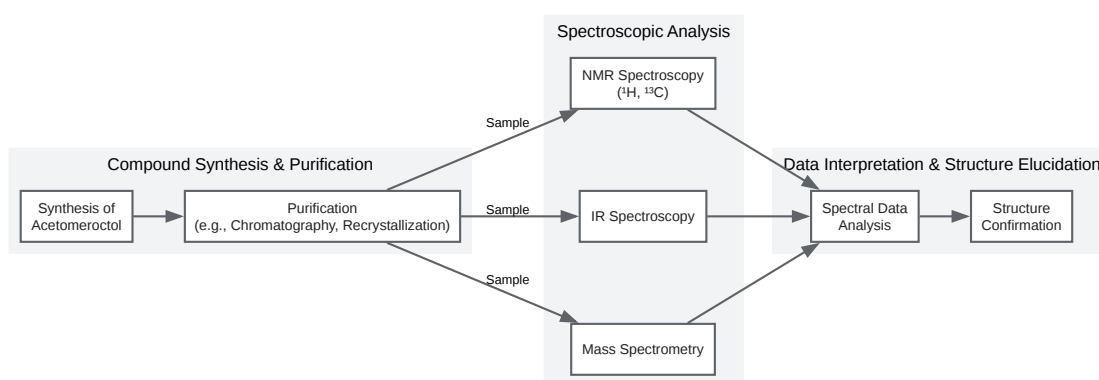 Spectroscopic Analysis
NMR Spectroscopy
(¹H, ¹³C)
Sample
Compound Synthesis & Purification
Data Interpretation & Structure Elucidation
Synthesis of
Acetomeroctol
Purification
(e.g., Chromatography, Recrystallization)
Sample
IR Spectroscopy
Spectral Data
Analysis
Structure
Confirmation
Sample
Mass Spectrometry